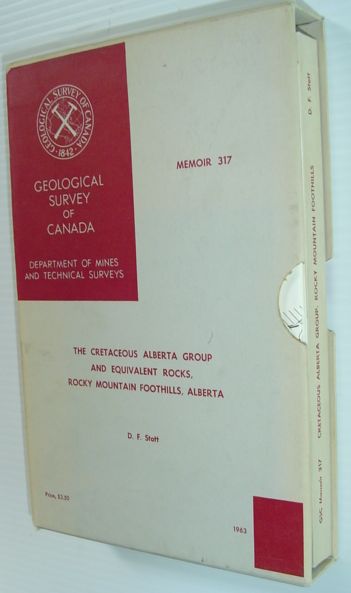 GEOLOGICAL SURVEY OF CANADA
· 1842 ·
GEOLOGICAL
SURVEY
OF
CANADA
DEPARTMENT OF MINES
AND TECHNICAL SURVEYS
MEMOIR 317
THE CRETACEOUS ALBERTA GROUP
AND EQUIVALENT ROCKS,
ROCKY MOUNTAIN FOOTHILLS, ALBERTA
D. F. Stott
Price, $3.50
1963
GSC Memoir 317 CRETACEOUS ALBERTA GROUP, ROCKY MOUNTAIN FOOTHILLS D. F. Stott